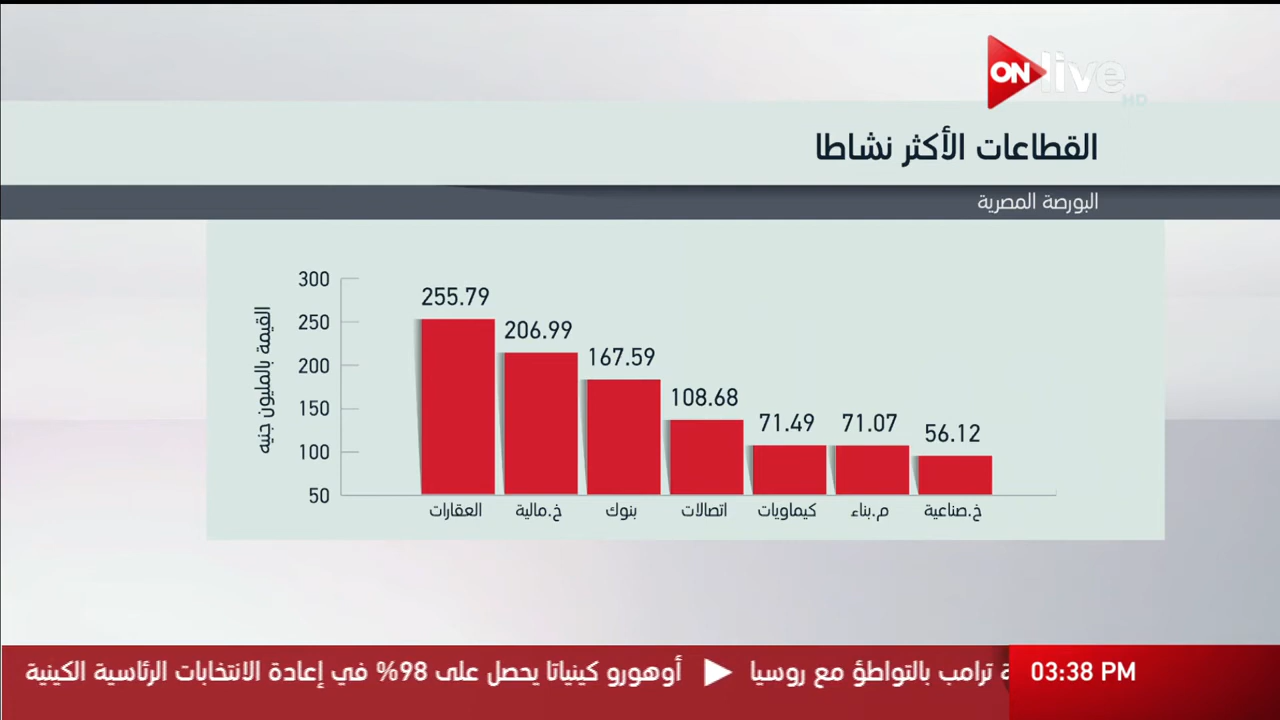 ON live
HD
القطاعات الأكثر نشاطا
البورصة المصرية
القيمة بالمليون جنيه
300
250
200
150
100
50
255.79
206.99
167.59
108.68
71.49
71.07
56.12
العقارات
خ.مالية
بنوك
اتصالات
كيماويات
م.بناء
خ.صناعية
ترامب بالتواطؤ مع روسيا ◀ أوهورو كينياتا يحصل على 98% في إعادة الانتخابات الرئاسية الكينية
03:38 PM